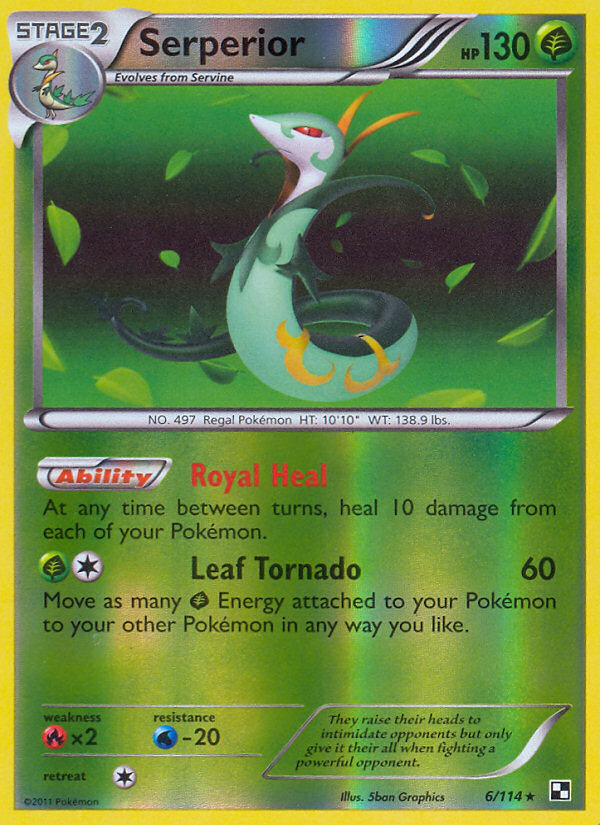 STAGE2
Serperior
HP130
Evolves from Servine
NO. 497 Regal Pokémon HT: 10'10" WT: 138.9 lbs.
Ability Royal Heal
At any time between turns, heal 10 damage from
each of your Pokémon.
Leaf Tornado 60
Move as many Energy attached to your Pokémon
to your other Pokémon in any way you like.
weakness resistance
×2 -20
They raise their heads to
intimidate opponents but only
give it their all when fighting a
powerful opponent.
retreat
©2011 Pokémon
Illus. 5ban Graphics 6/114 ★